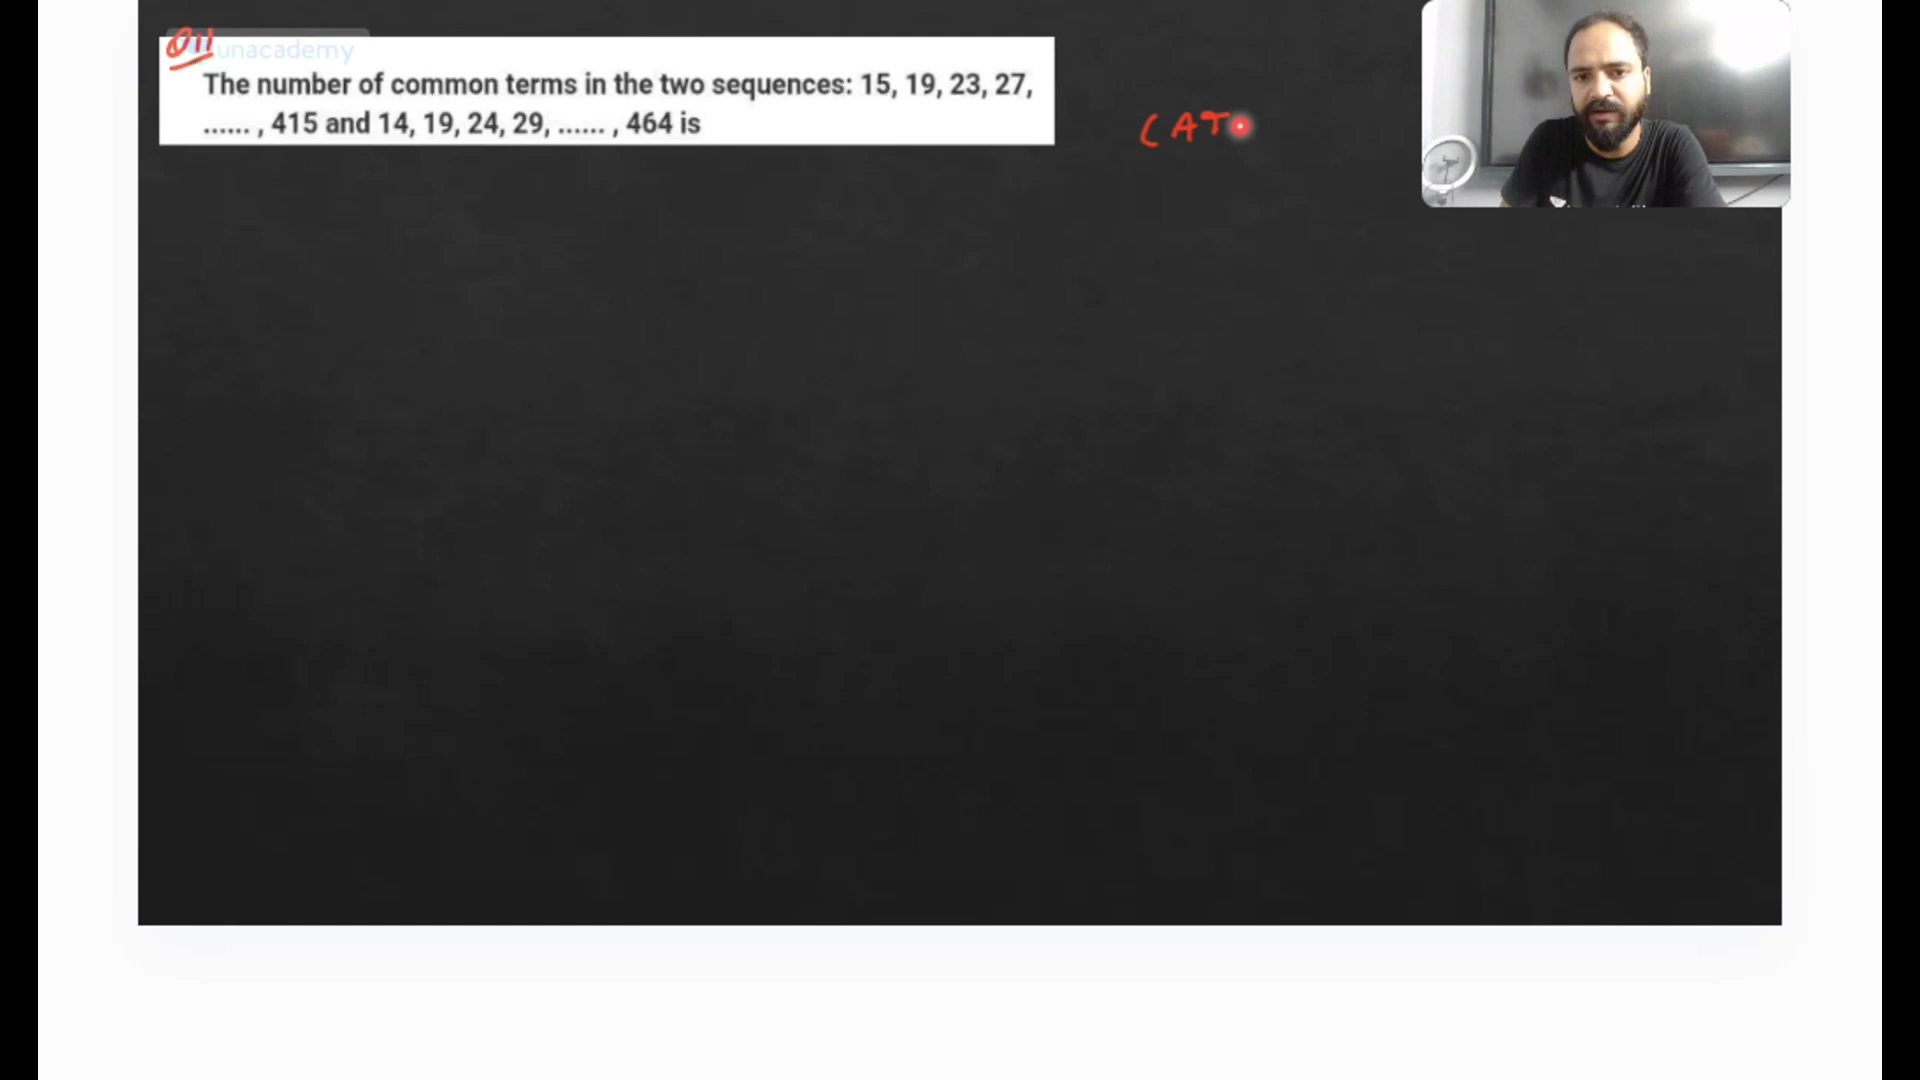 Q11
unacademy
The number of common terms in the two sequences: 15, 19, 23, 27,
...... , 415 and 14, 19, 24, 29, ...... , 464 is
CAT